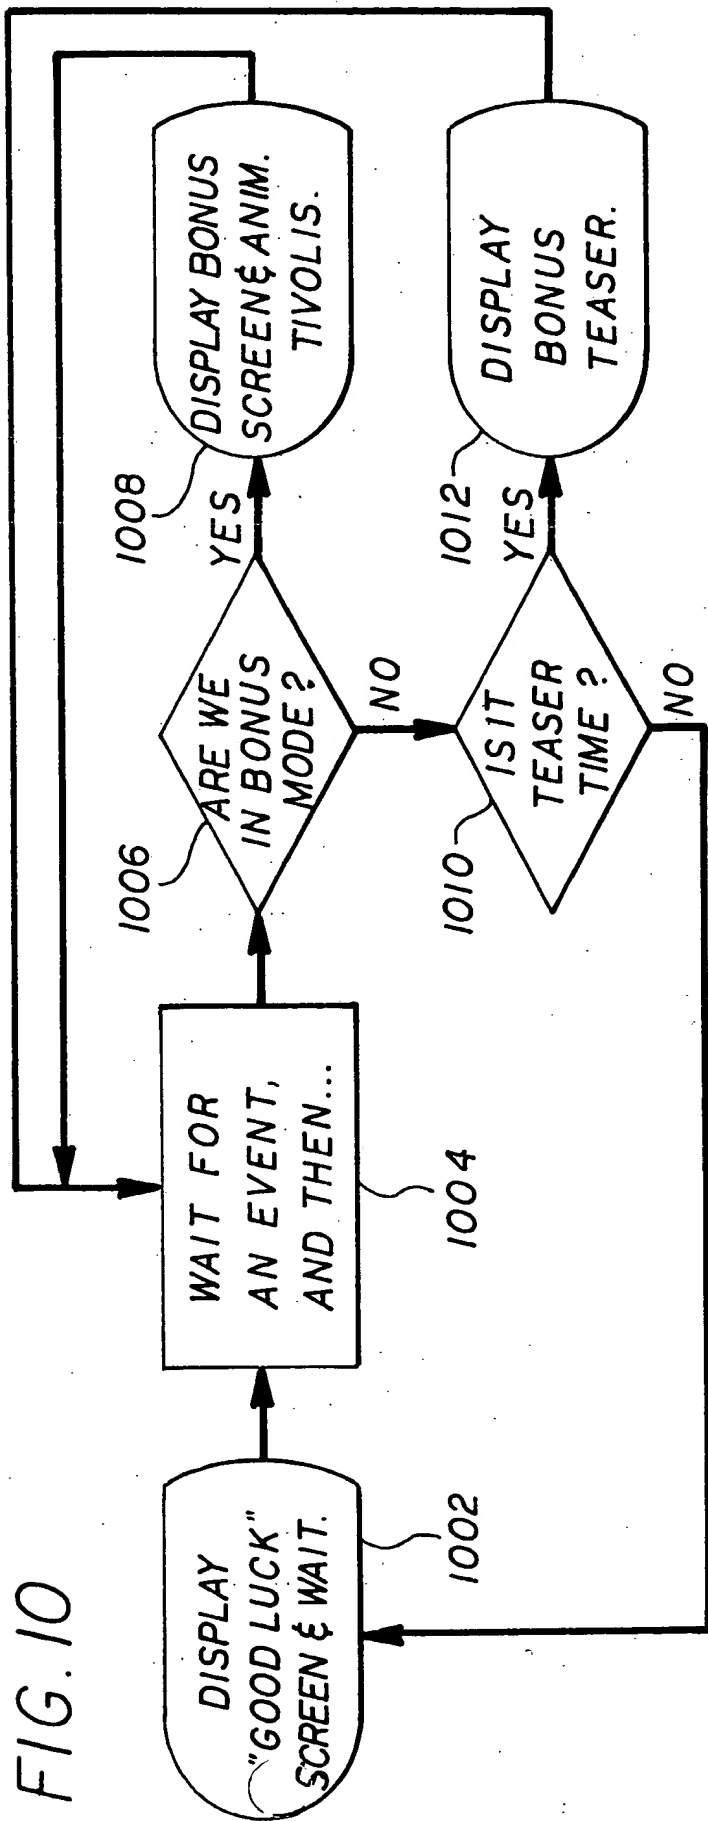 FIG. 10
DISPLAY
"GOOD LUCK"
SCREEN & WAIT.
1002
WAIT FOR
AN EVENT,
AND THEN...
1004
1006
ARE WE
IN BONUS
MODE?
YES
NO
1008
DISPLAY BONUS
SCREEN & ANIM.
TIVOLIS.
1010
IS IT
TEASER
TIME?
YES
NO
1012
DISPLAY
BONUS
TEASER.